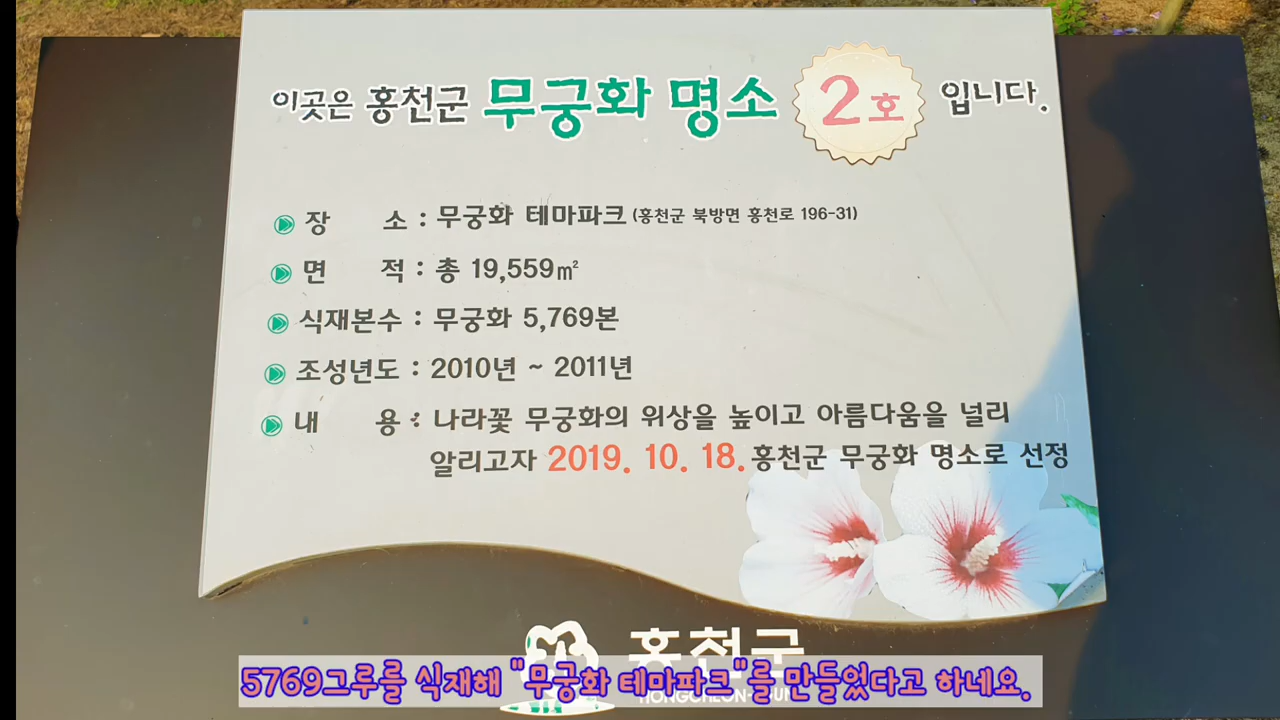 이곳은 홍천군 무궁화 명소 2호 입니다.
장 소 : 무궁화 테마파크 (홍천군 북방면 홍천로 196-31)
면 적 : 총 19,559㎡
식재본수 : 무궁화 5,769본
조성년도 : 2010년 ~ 2011년
내 용 : 나라꽃 무궁화의 위상을 높이고 아름다움을 널리
알리고자 2019. 10. 18. 홍천군 무궁화 명소로 선정
홍천군
5769그루를 식재해 "무궁화 테마파크"를 만들었다고 하네요.